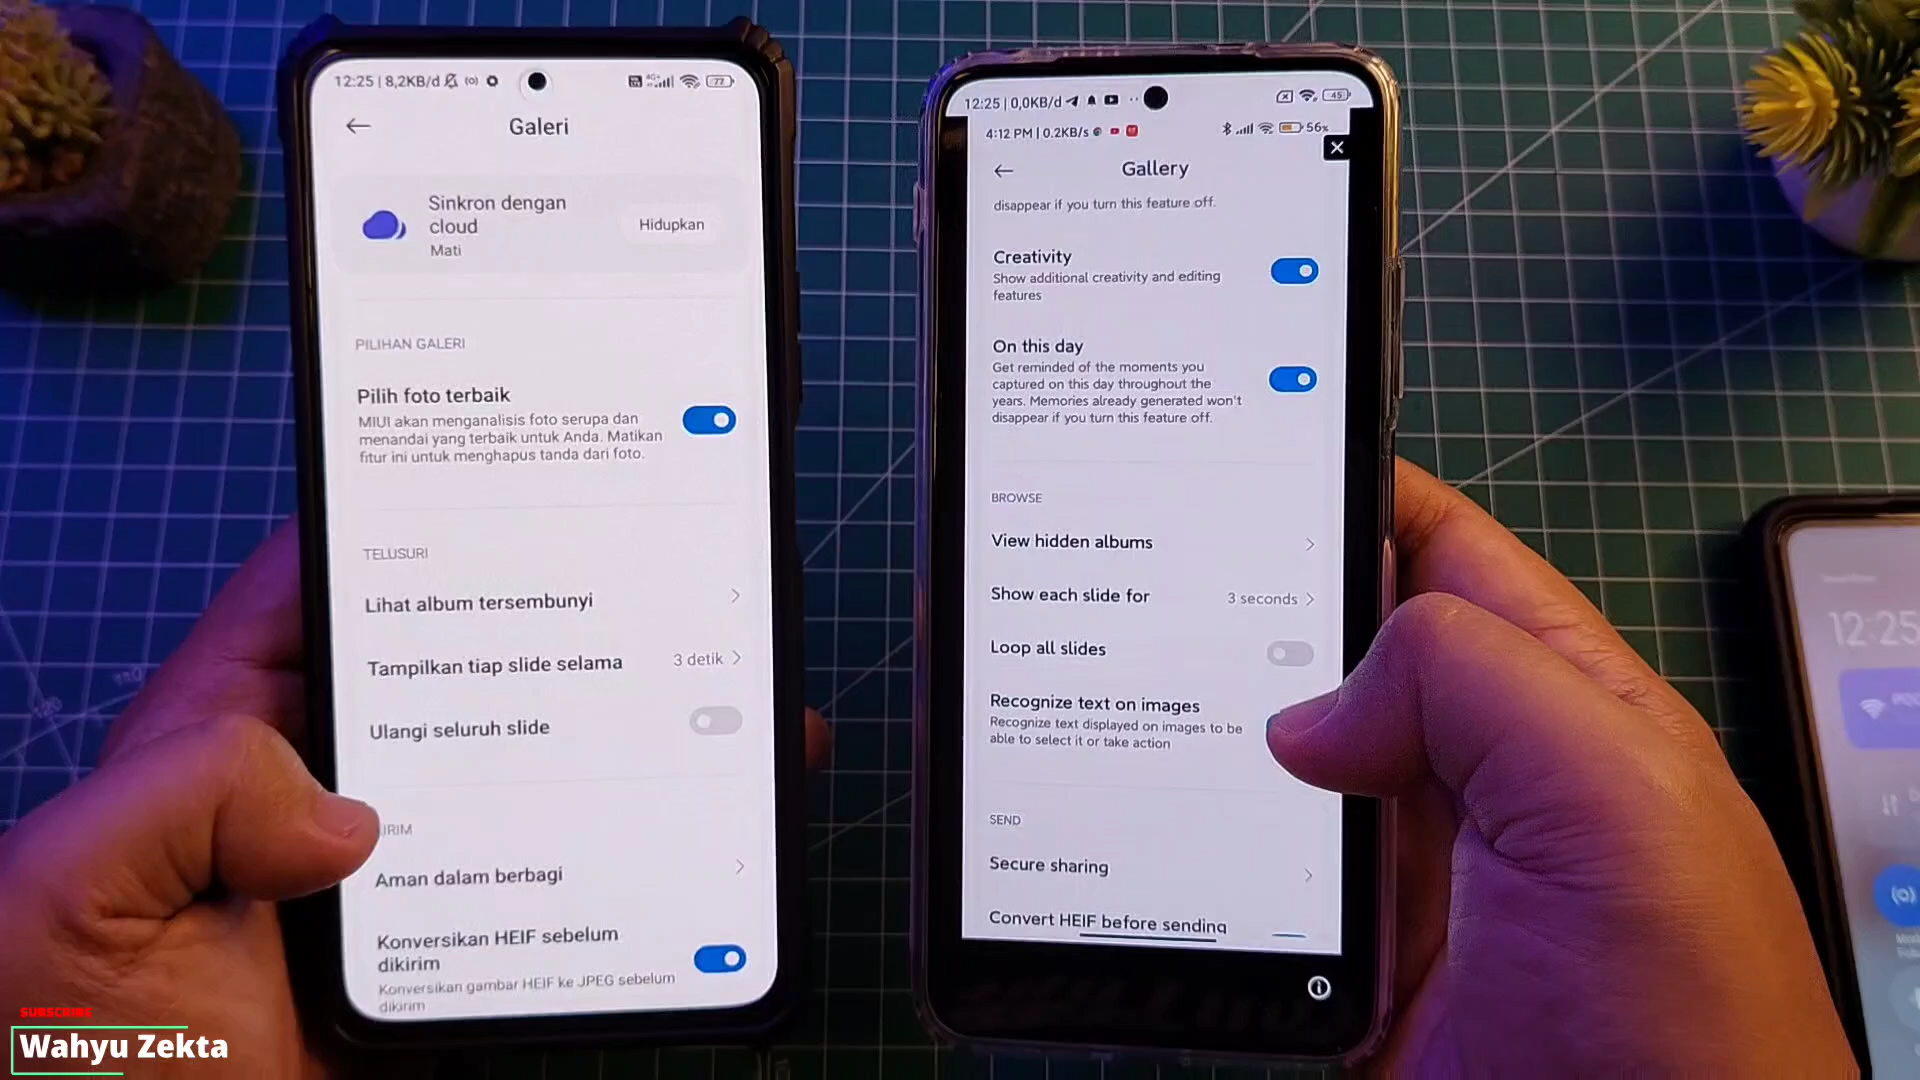 12:25 | 8,2KB/d
4G+
77
Galeri
Sinkron dengan
cloud
Mati
Hidupkan
PILIHAN GALERI
Pilih foto terbaik
MIUI akan menganalisis foto serupa dan
menandai yang terbaik untuk Anda. Matikan
fitur ini untuk menghapus tanda dari foto.
TELUSURI
Lihat album tersembunyi
Tampilkan tiap slide selama
3 detik
Ulangi seluruh slide
IRIM
Aman dalam berbagi
Konversikan HEIF sebelum
dikirim
Konversikan gambar HEIF ke JPEG sebelum
dikirim
12:25 | 0,0KB/d
45
4:12 PM | 0.2KB/s
56%
Gallery
disappear if you turn this feature off.
Creativity
Show additional creativity and editing
features
On this day
Get reminded of the moments you
captured on this day throughout the
years. Memories already generated won't
disappear if you turn this feature off.
BROWSE
View hidden albums
Show each slide for
3 seconds
Loop all slides
Recognize text on images
Recognize text displayed on images to be
able to select it or take action
SEND
Secure sharing
Convert HEIF before sending
12:25
SUBSCRIBE
Wahyu Zekta